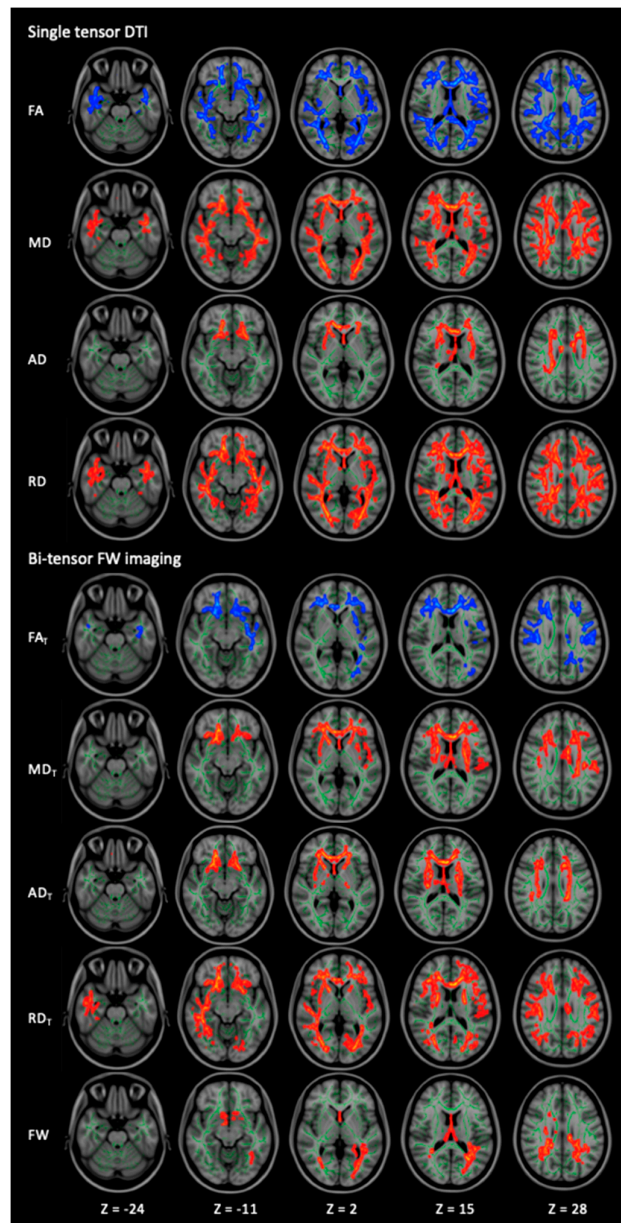 Single tensor DTI
FA
MD
AD
RD
Bi-tensor FW imaging
FAT
MDT
ADT
RDT
FW
Z = -24 Z = -11 Z = 2 Z = 15 Z = 28